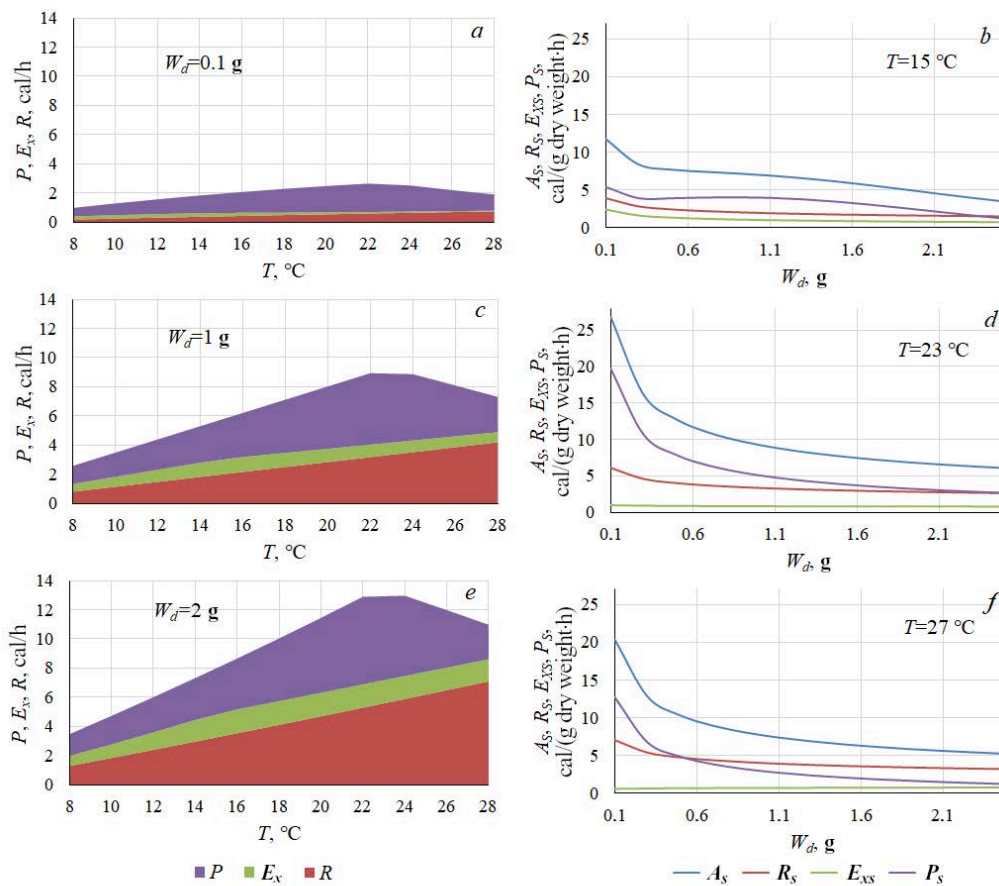 a
14
12
10
8
6
4
2
0
P, Eₓ, R, cal/h
W_d=0.1 g
8 10 12 14 16 18 20 22 24 26 28
T, °C
b
25
20
15
10
5
0
A_S, R_S, E_XS, P_S,
cal/(g dry weight·h)
T=15 °C
0.1 0.6 1.1 1.6 2.1
W_d, g
c
14
12
10
8
6
4
2
0
P, Eₓ, R, cal/h
W_d=1 g
8 10 12 14 16 18 20 22 24 26 28
T, °C
d
25
20
15
10
5
0
A_S, R_S, E_XS, P_S,
cal/(g dry weight·h)
T=23 °C
0.1 0.6 1.1 1.6 2.1
W_d, g
e
14
12
10
8
6
4
2
0
P, Eₓ, R, cal/h
W_d=2 g
8 10 12 14 16 18 20 22 24 26 28
T, °C
f
25
20
15
10
5
0
A_S, R_S, E_XS, P_S,
cal/(g dry weight·h)
T=27 °C
0.1 0.6 1.1 1.6 2.1
W_d, g
P Eₓ R
A_s R_s E_xs P_s